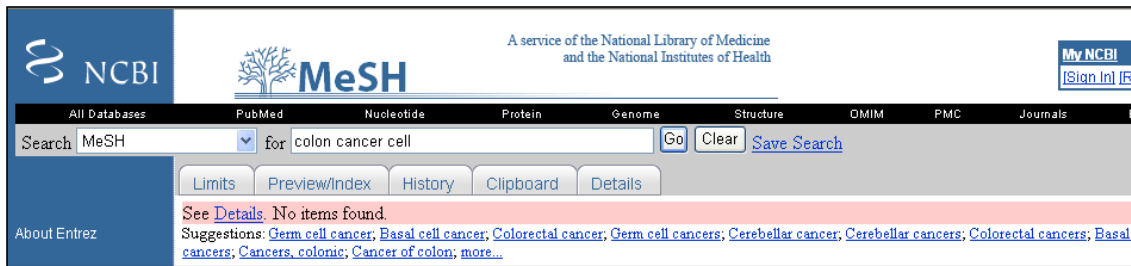 A service of the National Library of Medicine
and the National Institutes of Health
NCBI
MeSH
My NCBI
[Sign In]
All Databases PubMed Nucleotide Protein Genome Structure OMIM PMC Journals
Search MeSH for colon cancer cell Go Clear Save Search
Limits Preview/Index History Clipboard Details
See Details. No items found.
About Entrez
Suggestions: Germ cell cancer; Basal cell cancer; Colorectal cancer; Germ cell cancers; Cerebellar cancer; Cerebellar cancers; Colorectal cancers; Basal
cancers; Cancers, colonic; Cancer of colon; more...